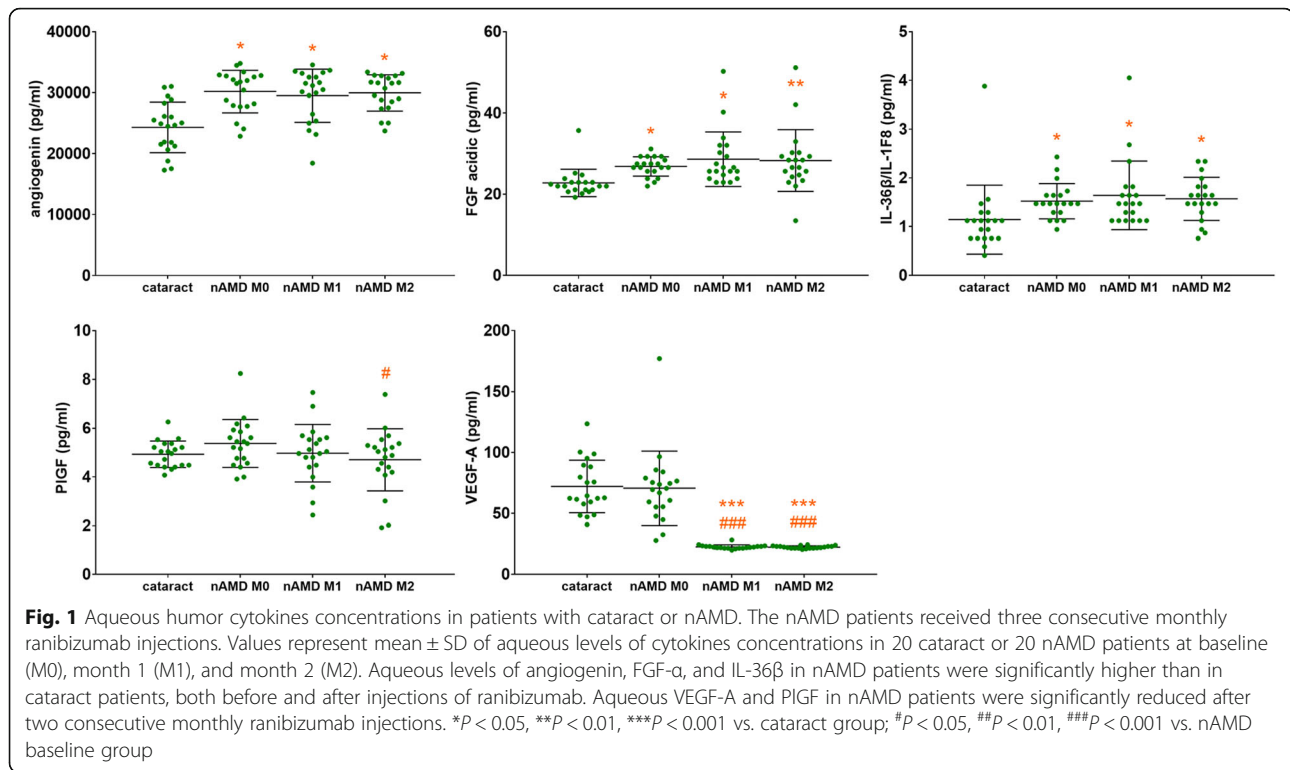 40000
30000
20000
10000
0
angiogenin (pg/ml)
*
*
*
cataract nAMD M0 nAMD M1 nAMD M2
60
40
20
0
FGF acidic (pg/ml)
*
*
**
cataract nAMD M0 nAMD M1 nAMD M2
5
4
3
2
1
0
IL-36β/IL-1F8 (pg/ml)
*
*
*
cataract nAMD M0 nAMD M1 nAMD M2
10
8
6
4
2
0
PlGF (pg/ml)
#
cataract nAMD M0 nAMD M1 nAMD M2
200
150
100
50
0
VEGF-A (pg/ml)
***
###
***
###
cataract nAMD M0 nAMD M1 nAMD M2
Fig. 1 Aqueous humor cytokines concentrations in patients with cataract or nAMD. The nAMD patients received three consecutive monthly
ranibizumab injections. Values represent mean ± SD of aqueous levels of cytokines concentrations in 20 cataract or 20 nAMD patients at baseline
(M0), month 1 (M1), and month 2 (M2). Aqueous levels of angiogenin, FGF-α, and IL-36β in nAMD patients were significantly higher than in
cataract patients, both before and after injections of ranibizumab. Aqueous VEGF-A and PlGF in nAMD patients were significantly reduced after
two consecutive monthly ranibizumab injections. *P < 0.05, **P < 0.01, ***P < 0.001 vs. cataract group; #P < 0.05, ##P < 0.01, ###P < 0.001 vs. nAMD
baseline group